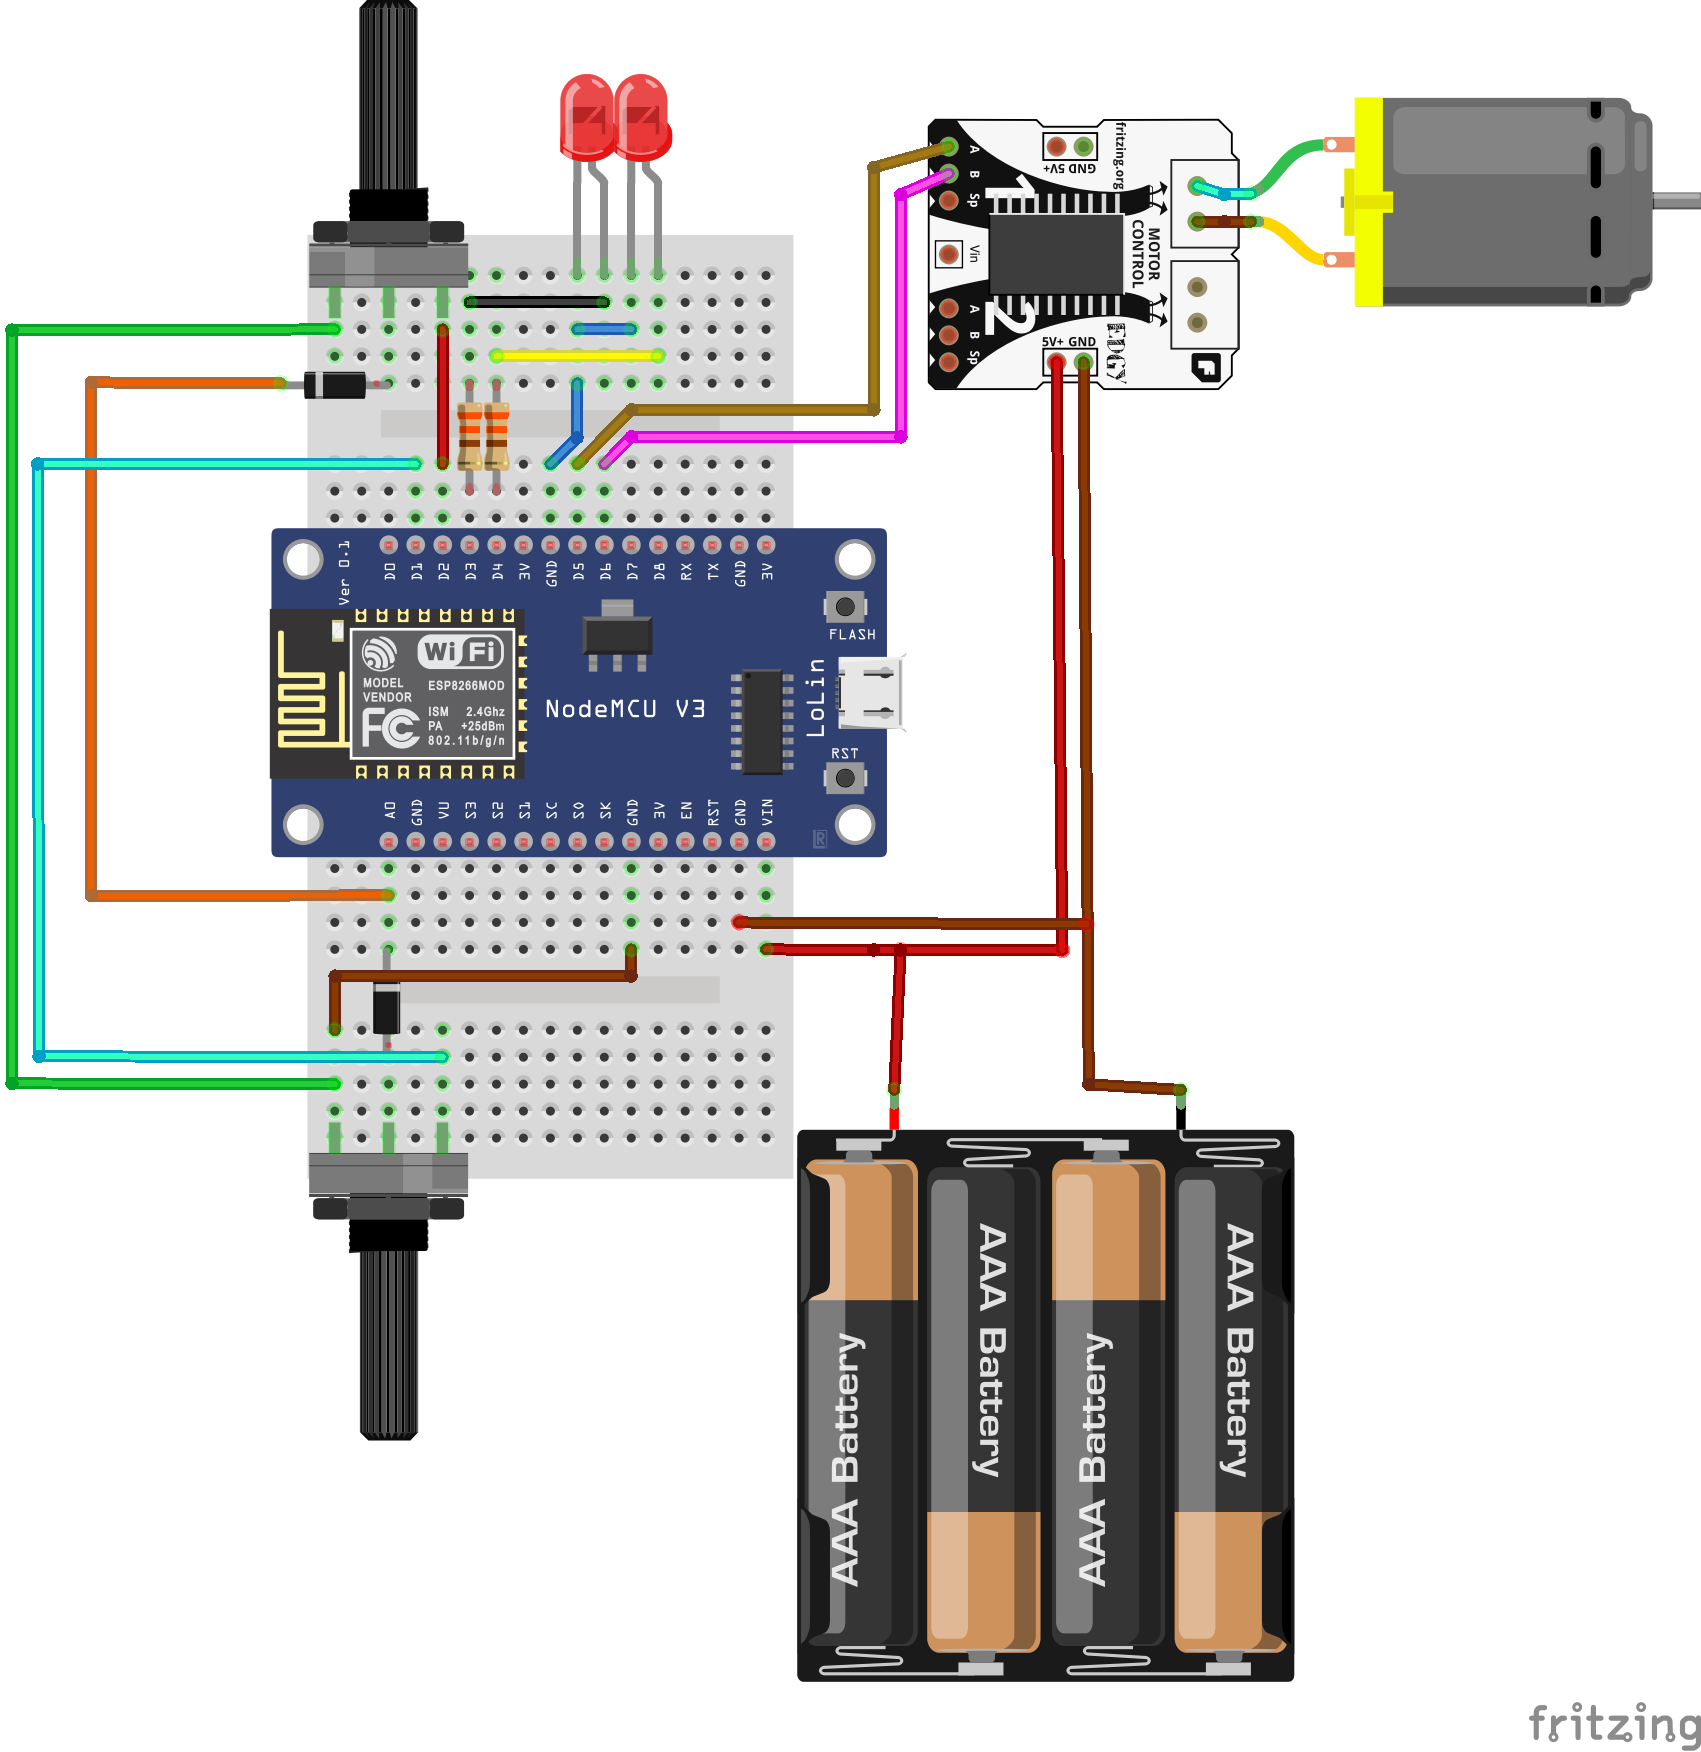 A
B
Sp
1
GND 5V+
fritzing.org
Vin
MOTOR
CONTROL
A
B
Sp
2
5V+ GND
EDGY
F
Ver 0.1
D0 D1 D2 D3 D4 3V GND D5 D6 D7 D8 RX TX GND 3V
FLASH
Wi Fi
MODEL
VENDOR
ESP8266MOD
FC
ISM 2.4Ghz
PA +25dBm
802.11b/g/n
NodeMCU V3
LoLin
RST
A0 GND VU S3 S2 S1 SC S0 SK GND 3V EN RST GND VIN
R
AAA Battery
AAA Battery
AAA Battery
AAA Battery
fritzing